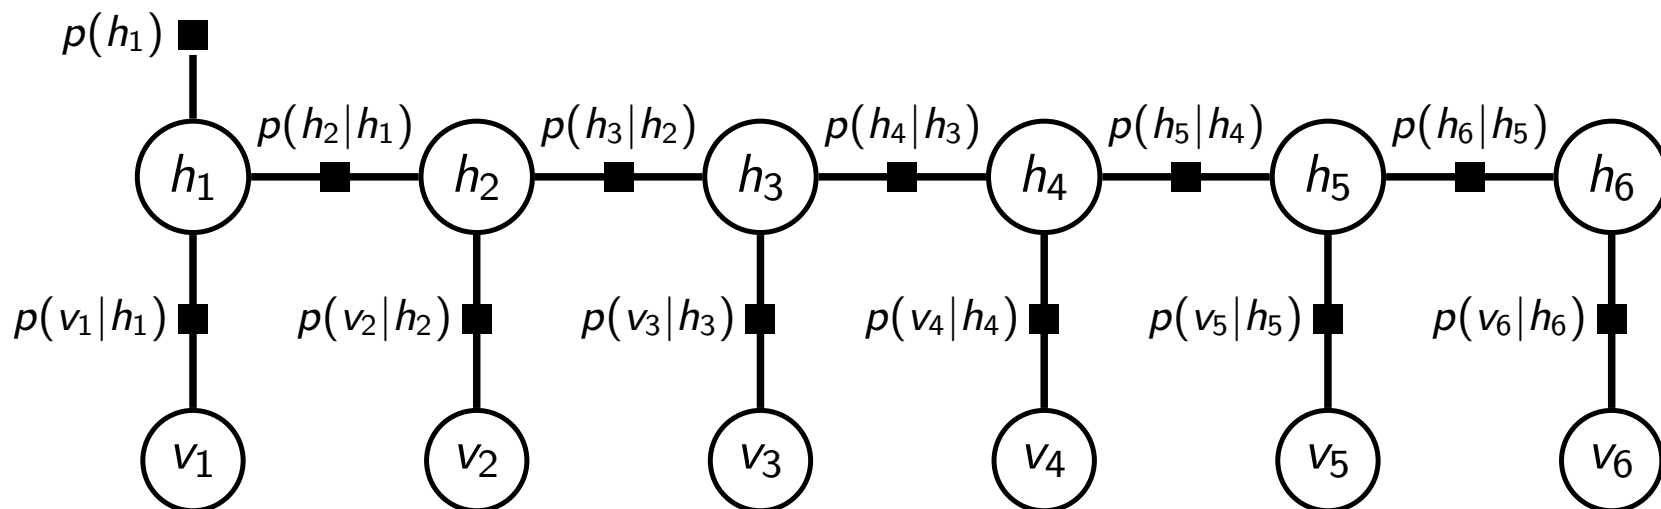 p(h₁)
p(h₂|h₁) p(h₃|h₂) p(h₄|h₃) p(h₅|h₄) p(h₆|h₅)
h₁ h₂ h₃ h₄ h₅ h₆
p(v₁|h₁) p(v₂|h₂) p(v₃|h₃) p(v₄|h₄) p(v₅|h₅) p(v₆|h₆)
v₁ v₂ v₃ v₄ v₅ v₆